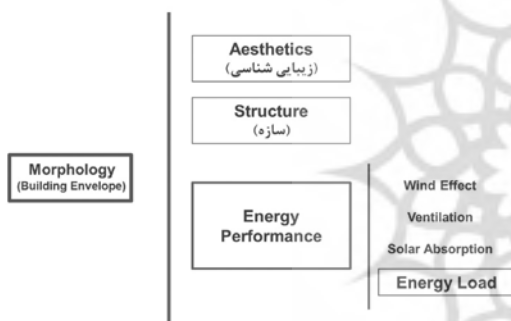 Aesthetics
(زیبایی شناسی)
Structure
(سازه)
Morphology
(Building Envelope)
Energy
Performance
Wind Effect
Ventilation
Solar Absorption
Energy Load